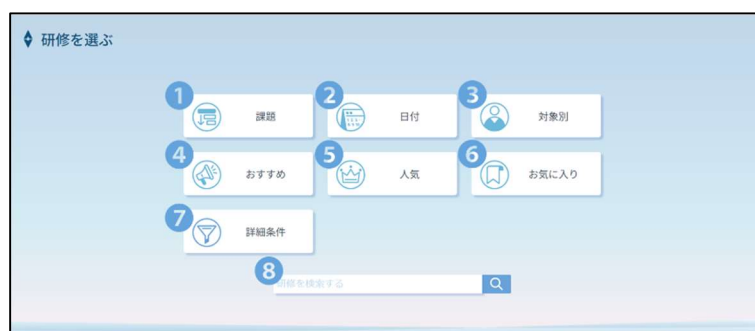 研修を選ぶ
1 課題
2 日付
3 対象別
4 おすすめ
5 人気
6 お気に入り
7 詳細条件
8 研修を検索する